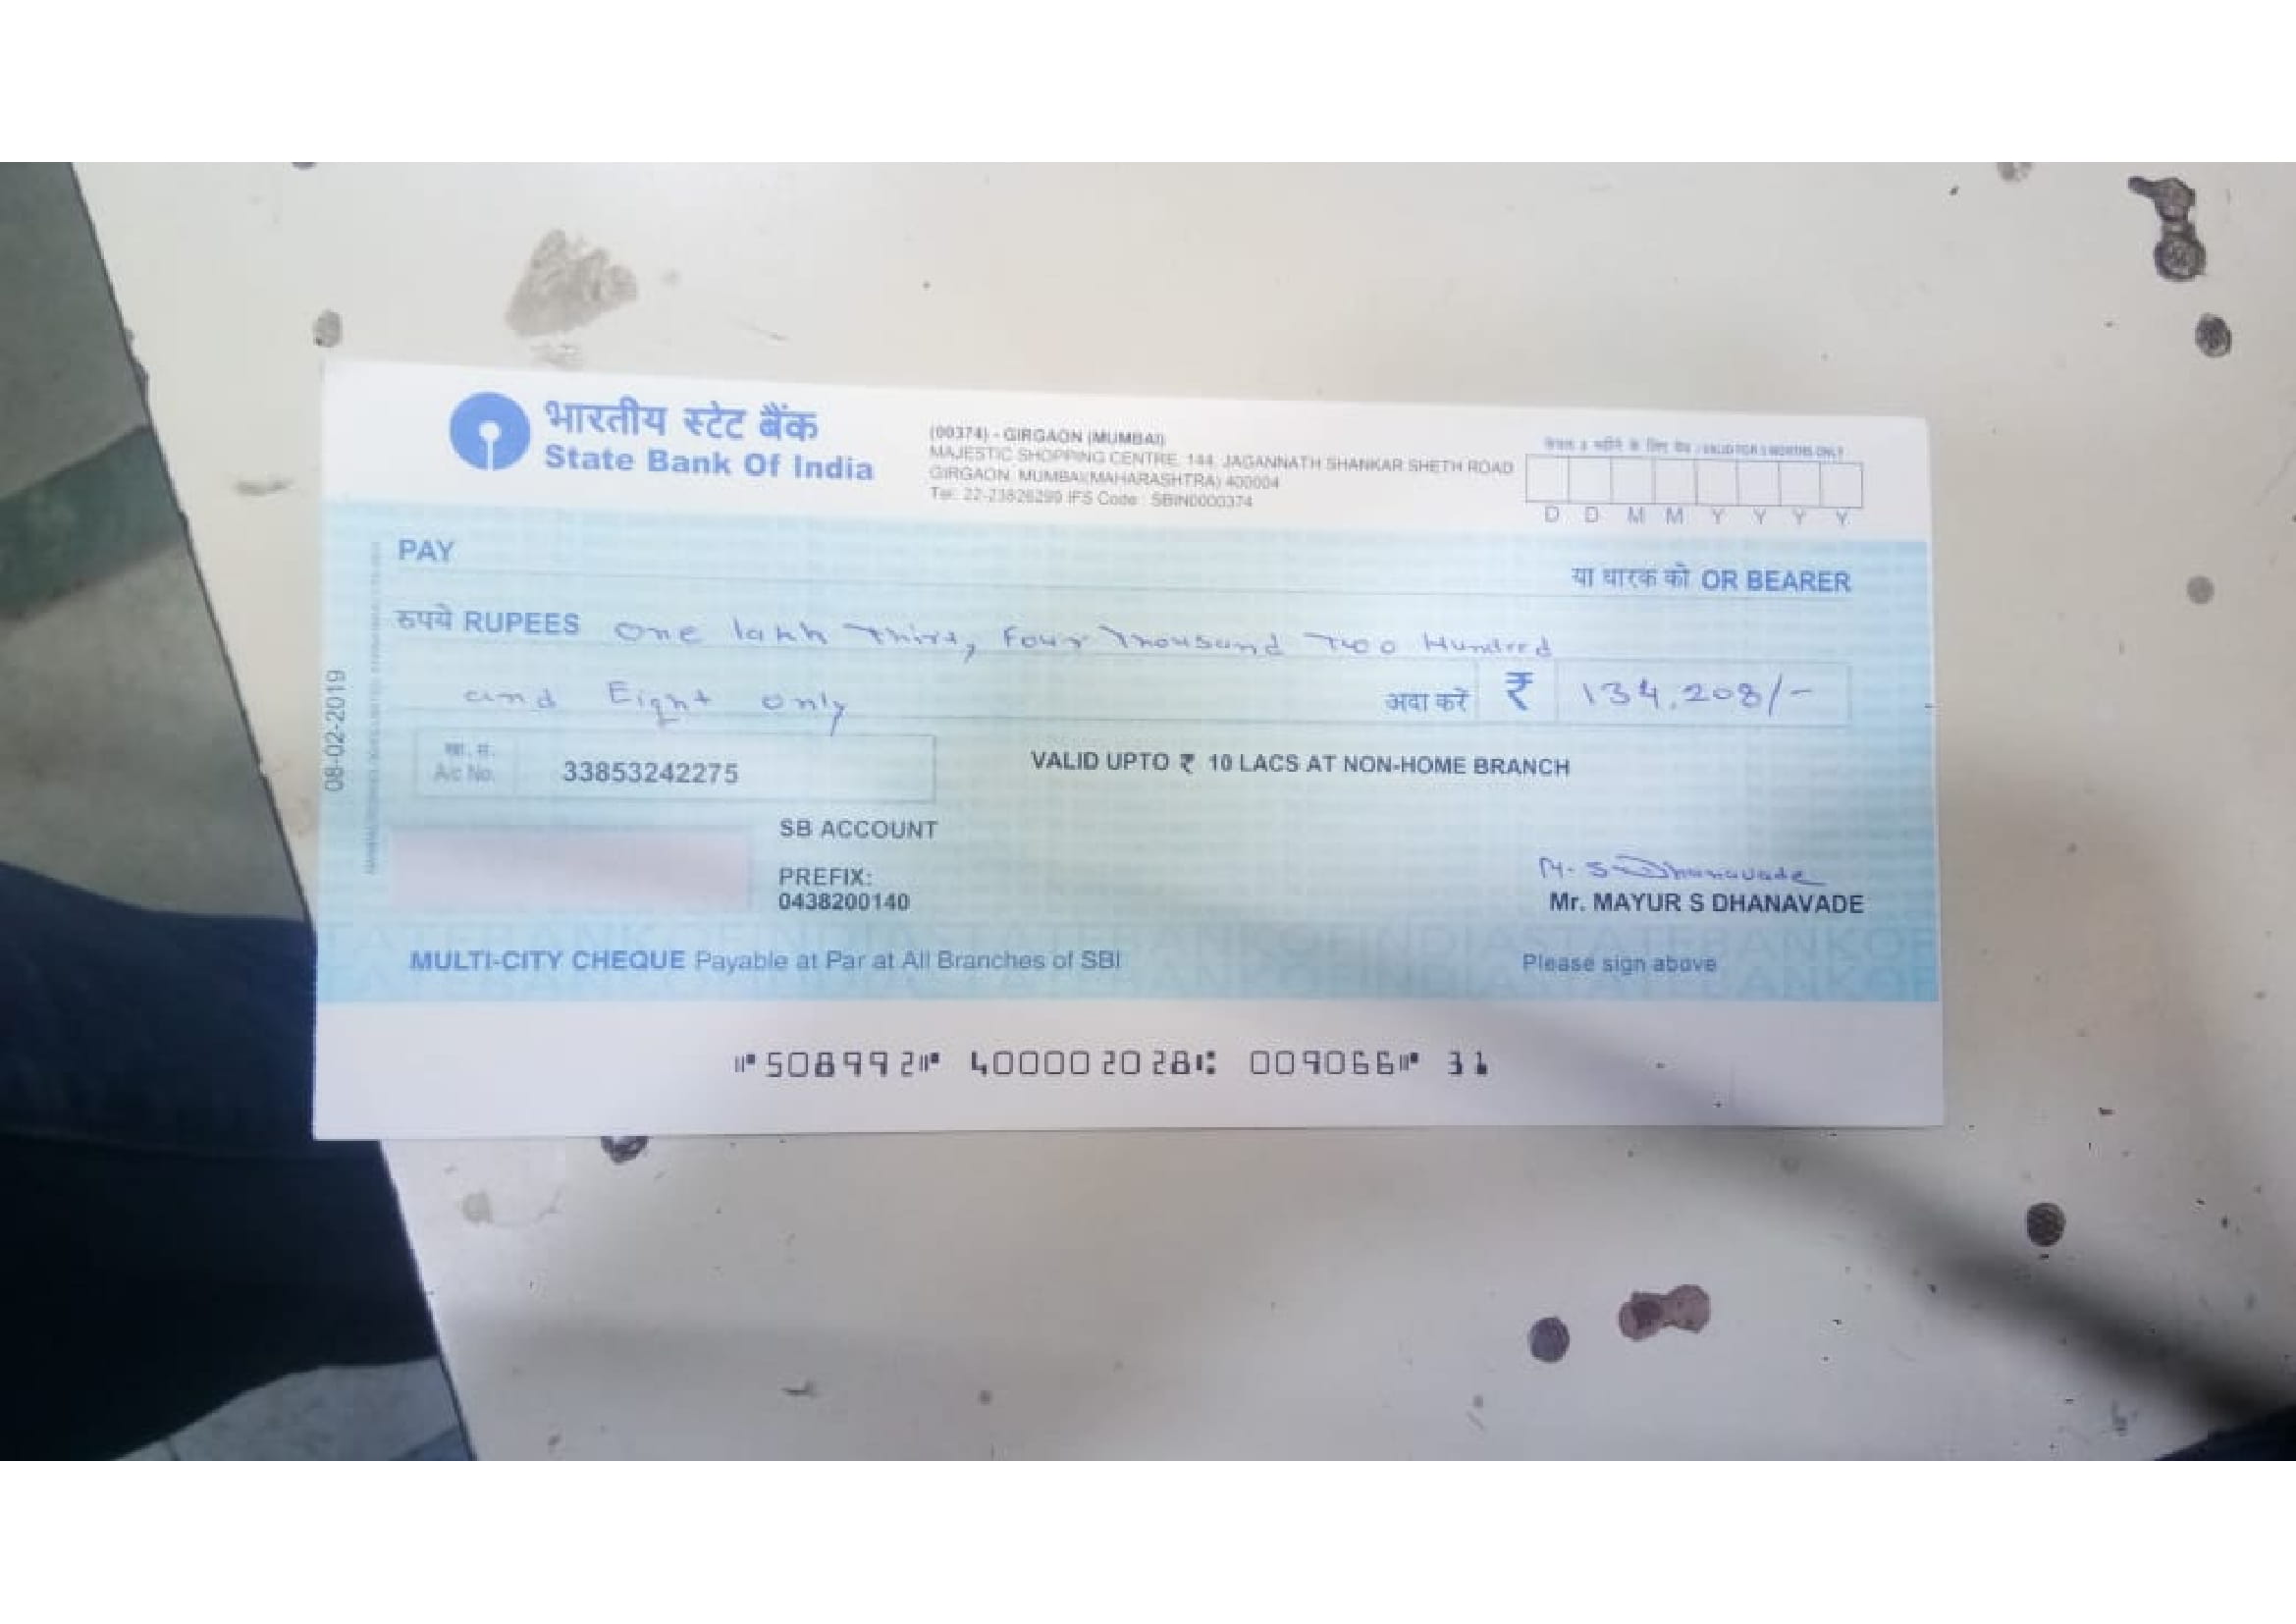 भारतीय स्टेट बैंक
State Bank Of India
(00374) - GIRGAON (MUMBAI)
MAJESTIC SHOPPING CENTRE, 144, JAGANNATH SHANKAR SHETH ROAD
GIRGAON, MUMBAI(MAHARASHTRA) 400004
Tel: 22-23826299 IFS Code : SBIN0000374
केवल 3 महीने के लिए वैध / VALID FOR 3 MONTHS ONLY
D D M M Y Y Y Y
PAY
या धारक को OR BEARER
रुपये RUPEES One lakh Thirty Four Thousand Two Hundred
and Eight only
अदा करें ₹ 134,208/-
08-02-2019
खा. सं.
A/c No. 33853242275
VALID UPTO ₹ 10 LACS AT NON-HOME BRANCH
SB ACCOUNT
PREFIX:
0438200140
M. S. Dhanavade
Mr. MAYUR S DHANAVADE
MULTI-CITY CHEQUE Payable at Par at All Branches of SBI
Please sign above
⑈508992⑈ 400002028⑆ 009066⑈ 31